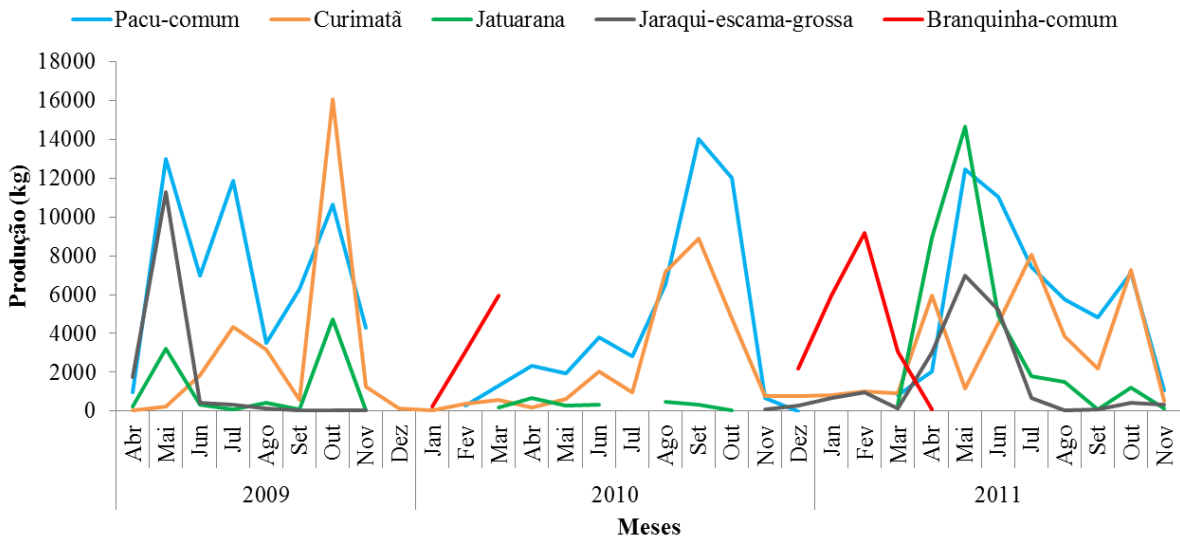 Pacu-comum Curimatã Jatuarana Jaraqui-escama-grossa Branquinha-comum
18000
16000
14000
12000
10000
8000
6000
4000
2000
0
Produção (kg)
Abr Mai Jun Jul Ago Set Out Nov Dez Jan Fev Mar Abr Mai Jun Jul Ago Set Out Nov Dez Jan Fev Mar Abr Mai Jun Jul Ago Set Out Nov
2009 2010 2011
Meses